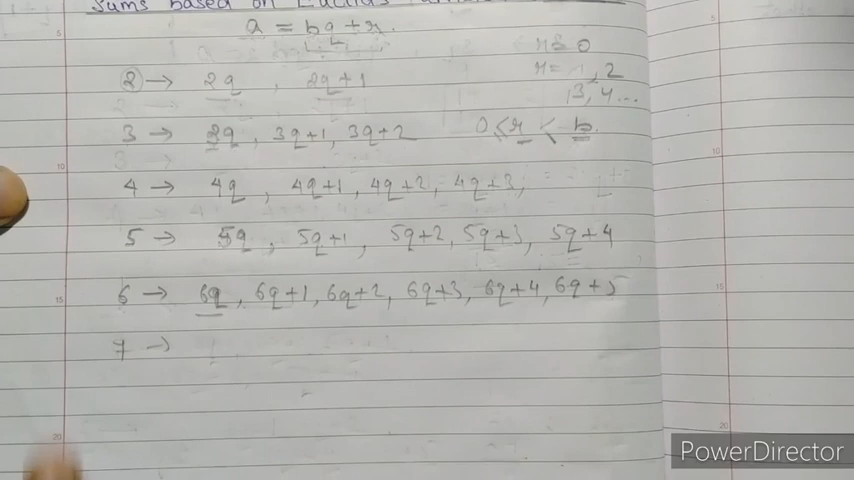 Sums based on
a = bq + r.
r = 0
2 → 2q, 2q+1
r = 1, 2
3, 4...
3 → 3q, 3q+1, 3q+2
0 < r < b.
4 → 4q, 4q+1, 4q+2, 4q+3,
5 → 5q, 5q+1, 5q+2, 5q+3, 5q+4
6 → 6q, 6q+1, 6q+2, 6q+3, 6q+4, 6q+5
7 →
PowerDirector